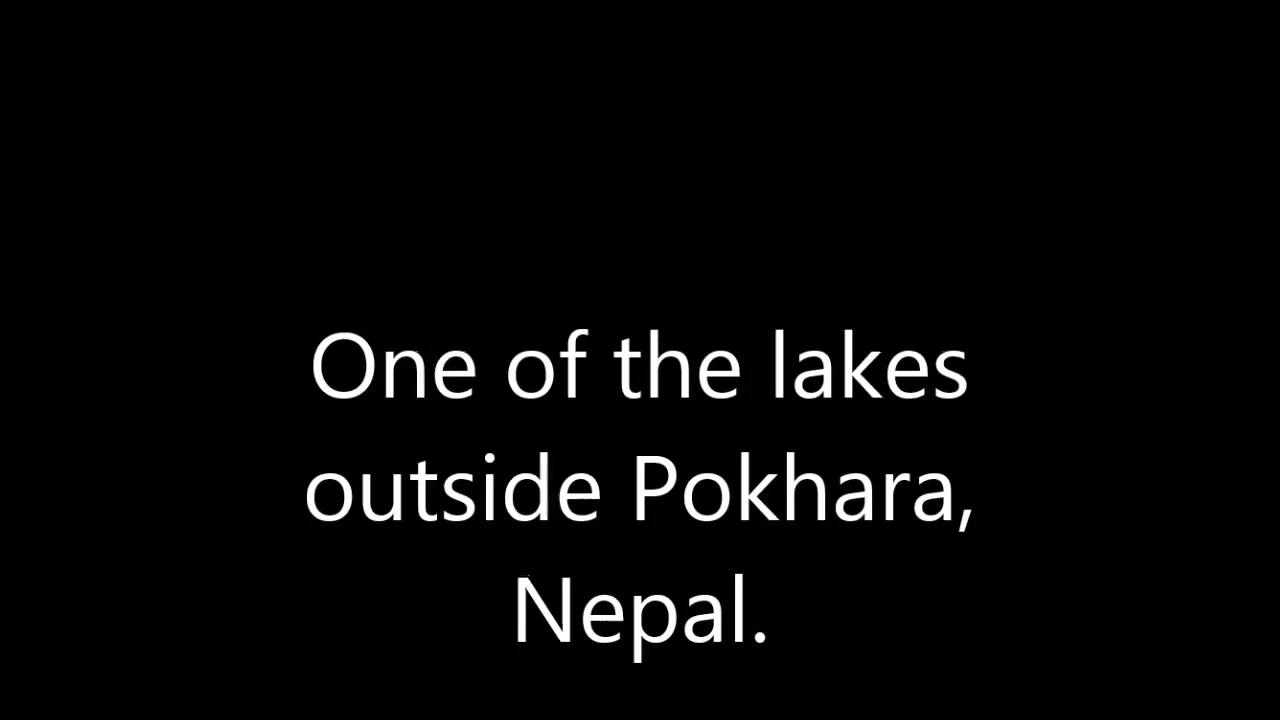 One of the lakes
outside Pokhara,
Nepal.